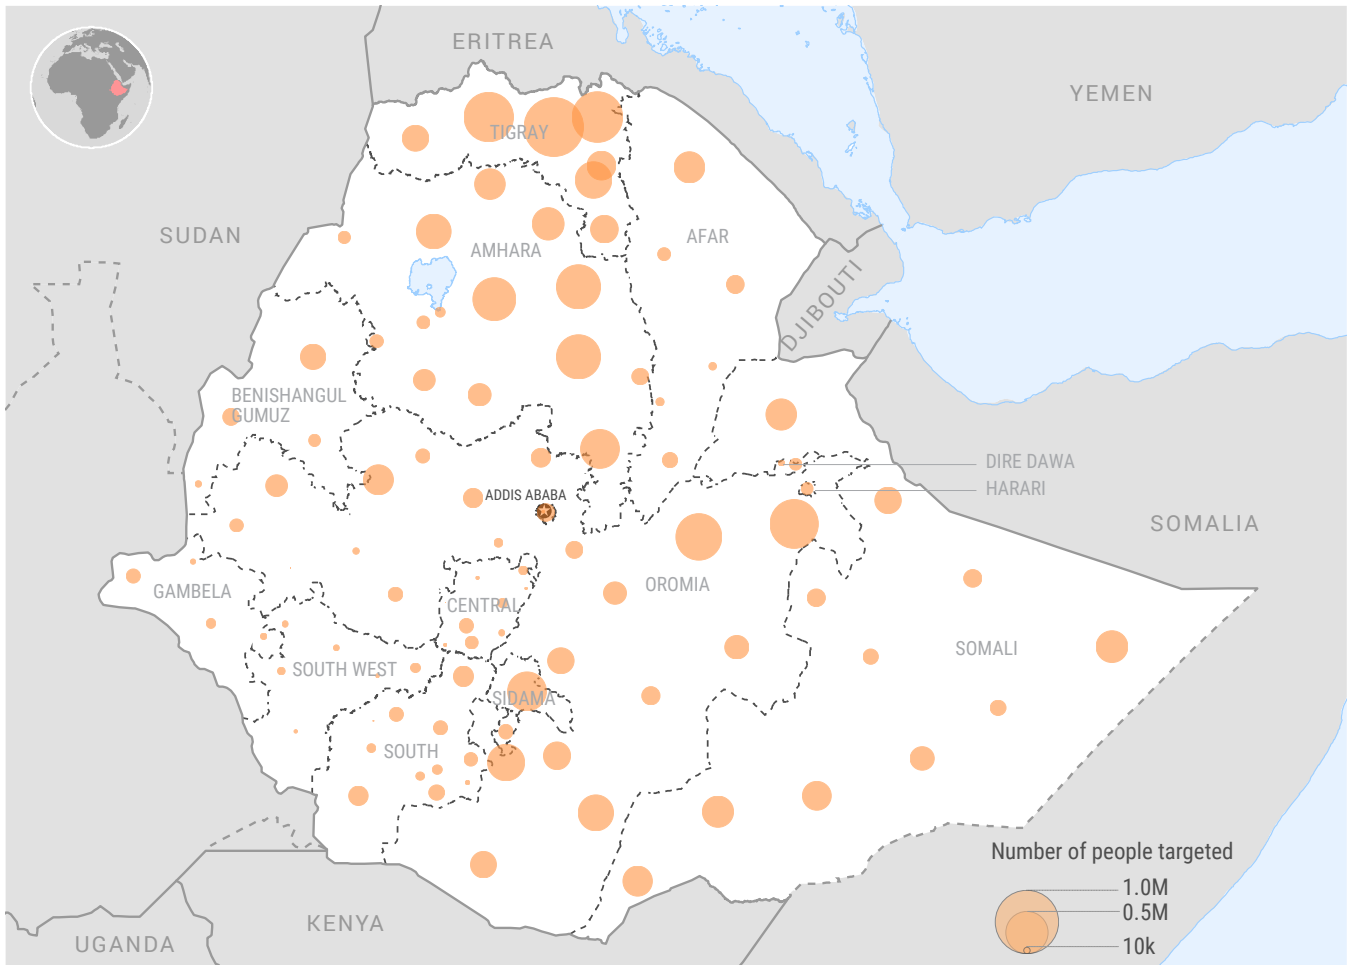 ERITREA
YEMEN
TIGRAY
SUDAN
AFAR
AMHARA
DJIBOUTI
BENISHANGUL
GUMUZ
DIRE DAWA
HARARI
ADDIS ABABA
SOMALIA
OROMIA
GAMBELA
CENTRAL
SOMALI
SOUTH WEST
SIDAMA
SOUTH
Number of people targeted
1.0M
0.5M
10k
KENYA
UGANDA